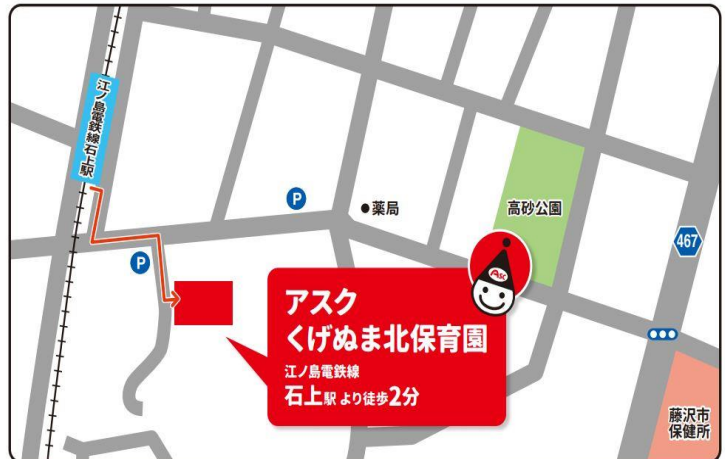 江ノ島電鉄線石上駅
P
●薬局
高砂公園
467
P
ASC
アスク
くげぬま北保育園
江ノ島電鉄線
石上駅より徒歩2分
藤沢市
保健所